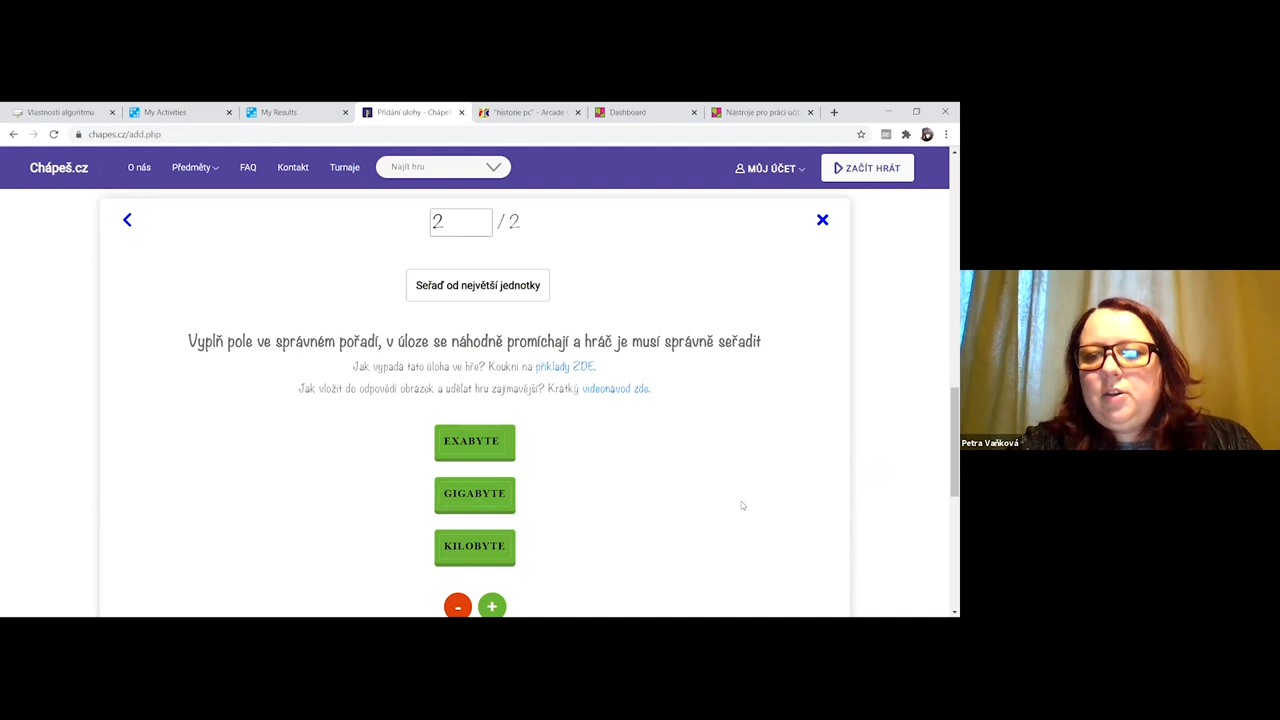 Vlastnosti algoritmu
My Activities
My Results
Přidání úlohy - Chápeš
"historie pc" - Arcade
Dashboard
Nástroje pro práci učit
chapes.cz/add.php
Chápeš.cz
O nás
Předměty
FAQ
Kontakt
Turnaje
Najít hru
MŮJ ÚČET
ZAČÍT HRÁT
2 / 2
Seřaď od největší jednotky
Vyplň pole ve správném pořadí, v úloze se náhodně promíchají a hráč je musí správně seřadit
Jak vypadá tato úloha ve hře? Koukni na příklady ZDE.
Jak vložit do odpovědi obrázek a udělat hru zajímavější? Krátký videonávod zde.
EXABYTE
GIGABYTE
KILOBYTE
- +
Petra Vaňková